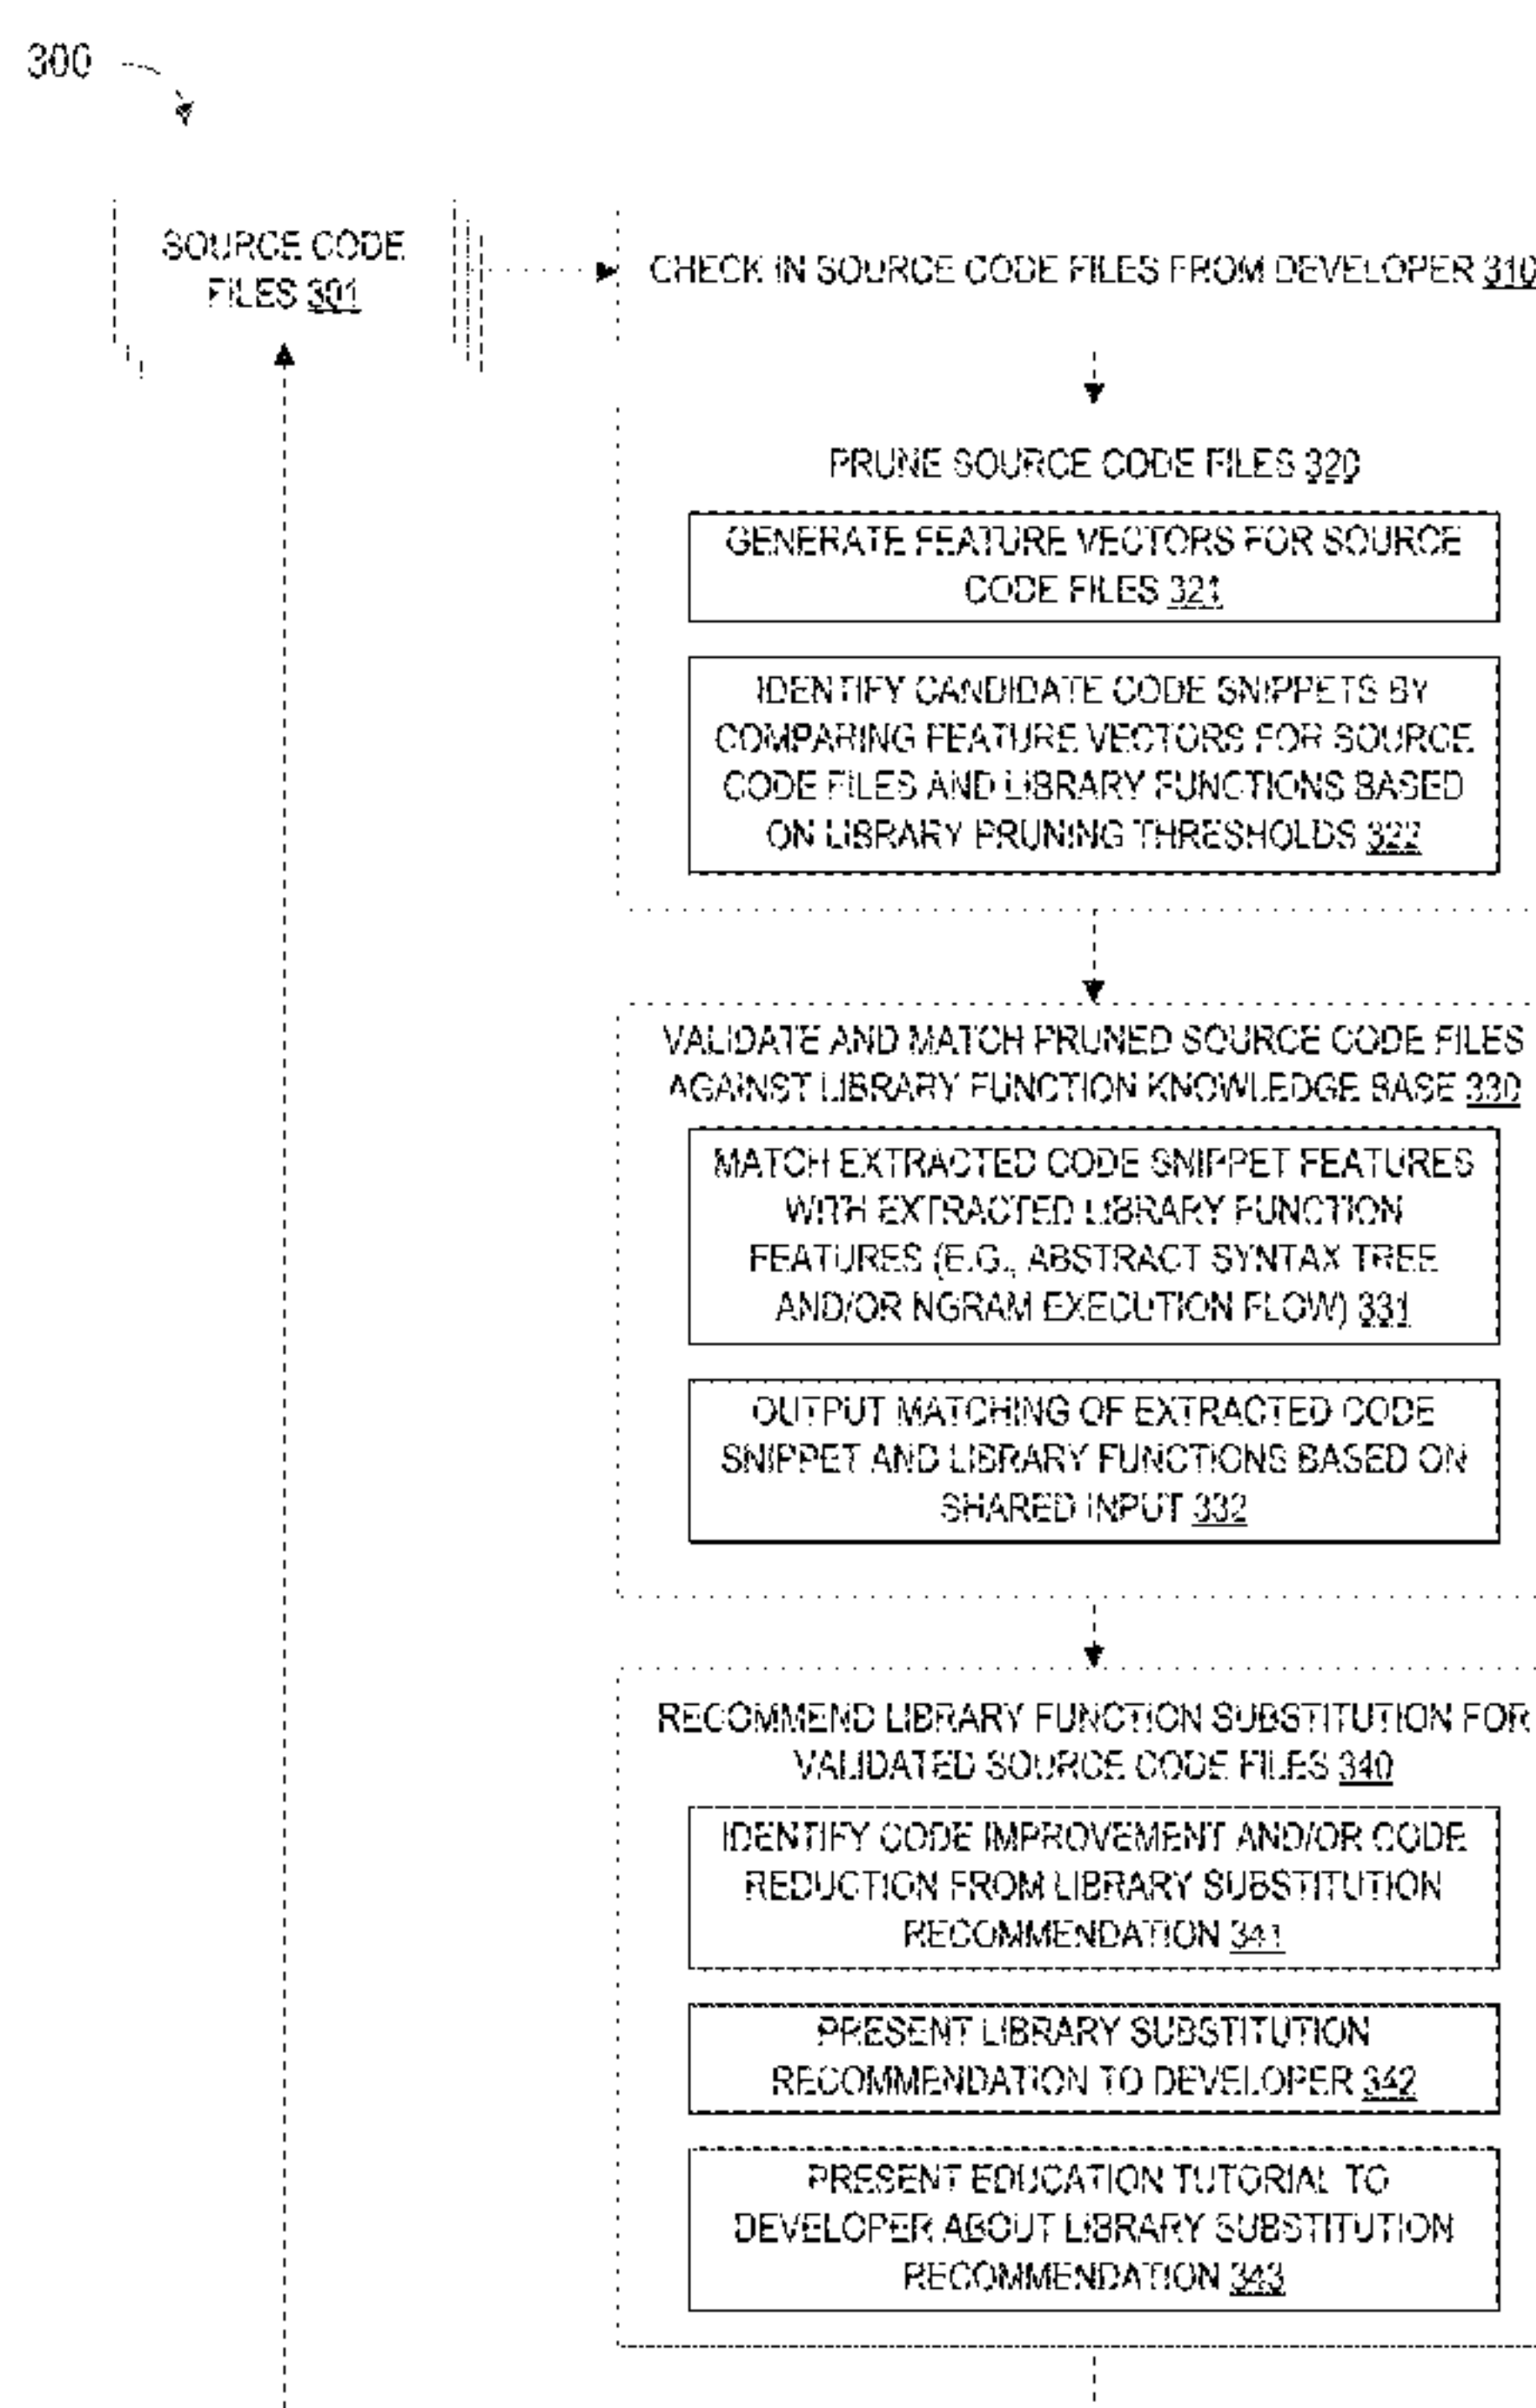 300
SOURCE CODE
FILES 301
CHECK IN SOURCE CODE FILES FROM DEVELOPER 310
PRUNE SOURCE CODE FILES 320
GENERATE FEATURE VECTORS FOR SOURCE
CODE FILES 321
IDENTIFY CANDIDATE CODE SNIPPETS BY
COMPARING FEATURE VECTORS FOR SOURCE
CODE FILES AND LIBRARY FUNCTIONS BASED
ON LIBRARY PRUNING THRESHOLDS 322
VALIDATE AND MATCH PRUNED SOURCE CODE FILES
AGAINST LIBRARY FUNCTION KNOWLEDGE BASE 330
MATCH EXTRACTED CODE SNIPPET FEATURES
WITH EXTRACTED LIBRARY FUNCTION
FEATURES (E.G., ABSTRACT SYNTAX TREE
AND/OR NGRAM EXECUTION FLOW) 331
OUTPUT MATCHING OF EXTRACTED CODE
SNIPPET AND LIBRARY FUNCTIONS BASED ON
SHARED INPUT 332
RECOMMEND LIBRARY FUNCTION SUBSTITUTION FOR
VALIDATED SOURCE CODE FILES 340
IDENTIFY CODE IMPROVEMENT AND/OR CODE
REDUCTION FROM LIBRARY SUBSTITUTION
RECOMMENDATION 341
PRESENT LIBRARY SUBSTITUTION
RECOMMENDATION TO DEVELOPER 342
PRESENT EDUCATION TUTORIAL TO
DEVELOPER ABOUT LIBRARY SUBSTITUTION
RECOMMENDATION 343